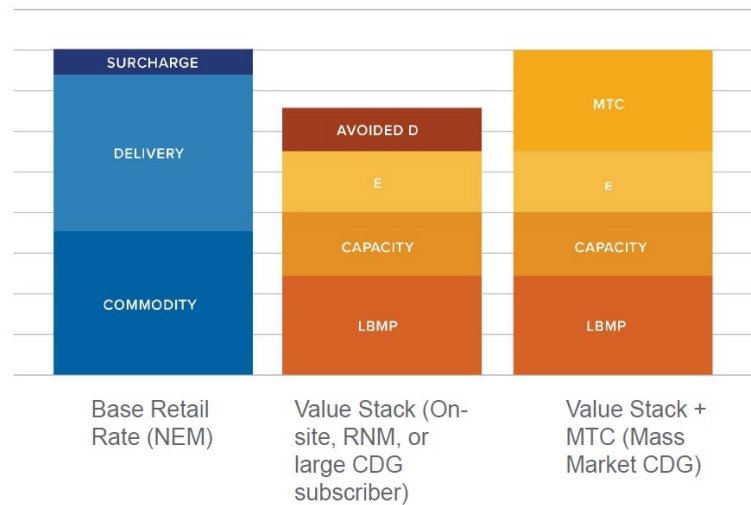 SURCHARGE
DELIVERY
COMMODITY
AVOIDED D
E
CAPACITY
LBMP
MTC
E
CAPACITY
LBMP
Base Retail
Rate (NEM)
Value Stack (On-
site, RNM, or
large CDG
subscriber)
Value Stack +
MTC (Mass
Market CDG)